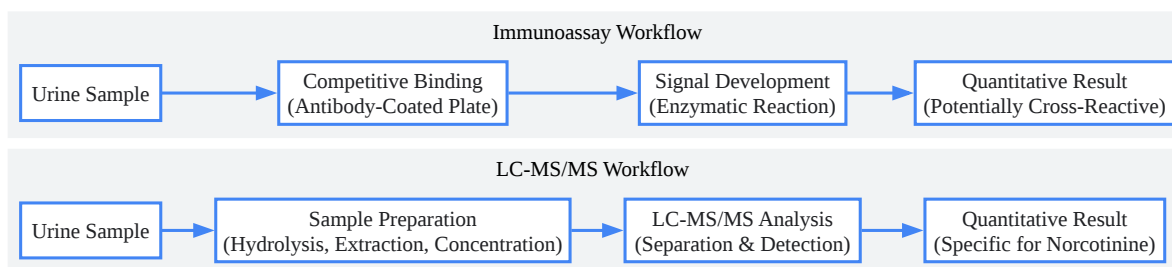 Immunoassay Workflow
Urine Sample
Competitive Binding
(Antibody-Coated Plate)
Signal Development
(Enzymatic Reaction)
Quantitative Result
(Potentially Cross-Reactive)
LC-MS/MS Workflow
Urine Sample
Sample Preparation
(Hydrolysis, Extraction, Concentration)
LC-MS/MS Analysis
(Separation & Detection)
Quantitative Result
(Specific for Norcotinine)